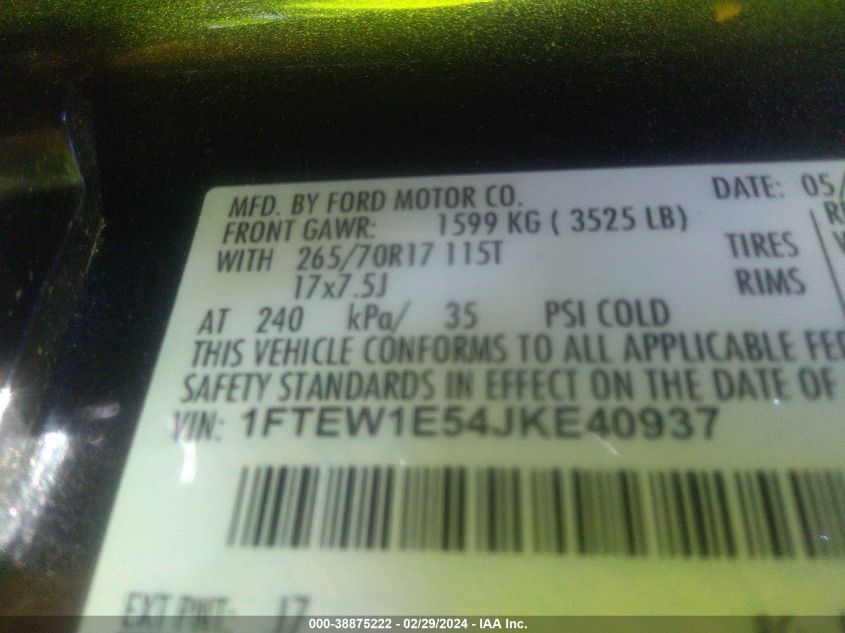 MFD. BY FORD MOTOR CO. DATE: 05/
FRONT GAWR: 1599 KG ( 3525 LB)
WITH 265/70R17 115T TIRES
17x7.5J RIMS
AT 240 kPa/ 35 PSI COLD
THIS VEHICLE CONFORMS TO ALL APPLICABLE
SAFETY STANDARDS IN EFFECT ON THE DATE OF
VIN: 1FTEW1E54JKE40937
EXT PNT:
000-38875222 - 02/29/2024 - IAA Inc.